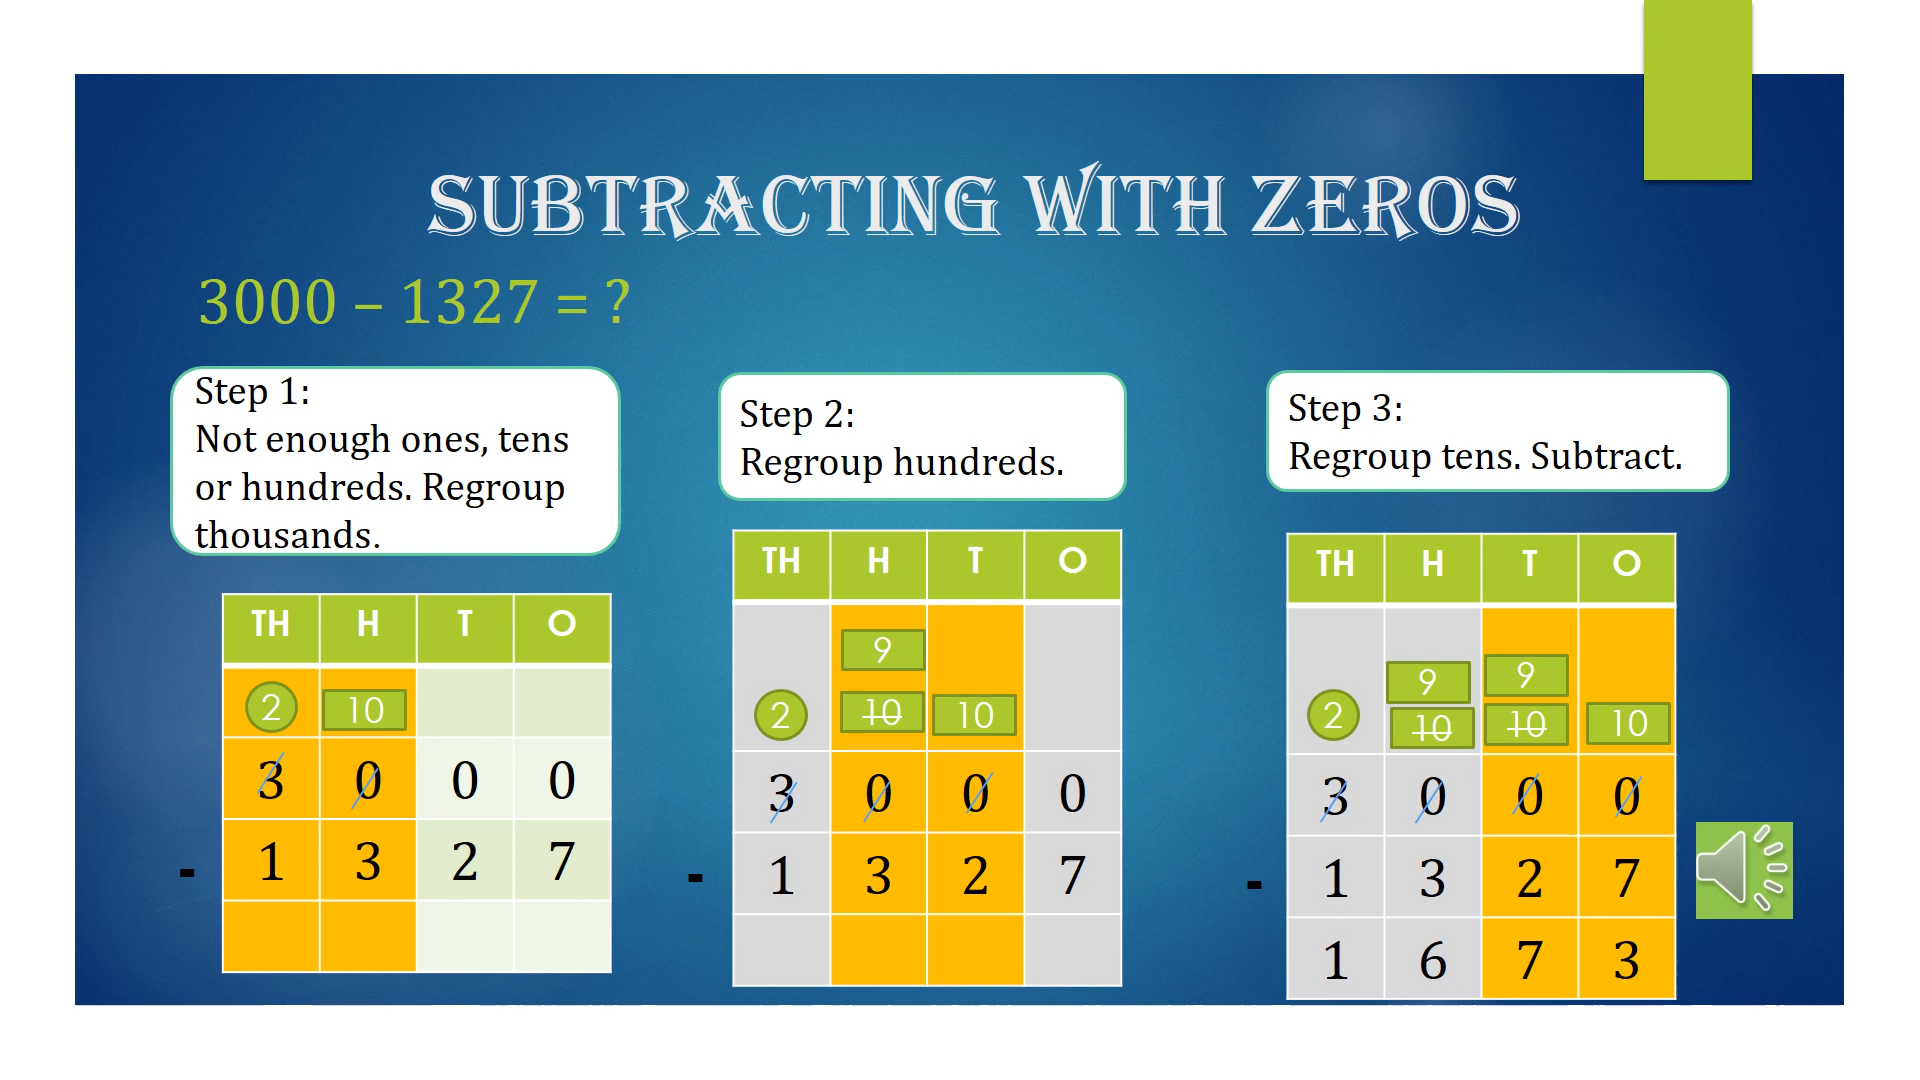 SUBTRACTING WITH ZEROS
3000 – 1327 = ?
Step 1:
Not enough ones, tens
or hundreds. Regroup
thousands.
TH H T O
2 10
3 0 0 0
- 1 3 2 7
Step 2:
Regroup hundreds.
TH H T O
9
2 10 10
3 0 0 0
- 1 3 2 7
Step 3:
Regroup tens. Subtract.
TH H T O
9 9
2 10 10 10
3 0 0 0
- 1 3 2 7
1 6 7 3